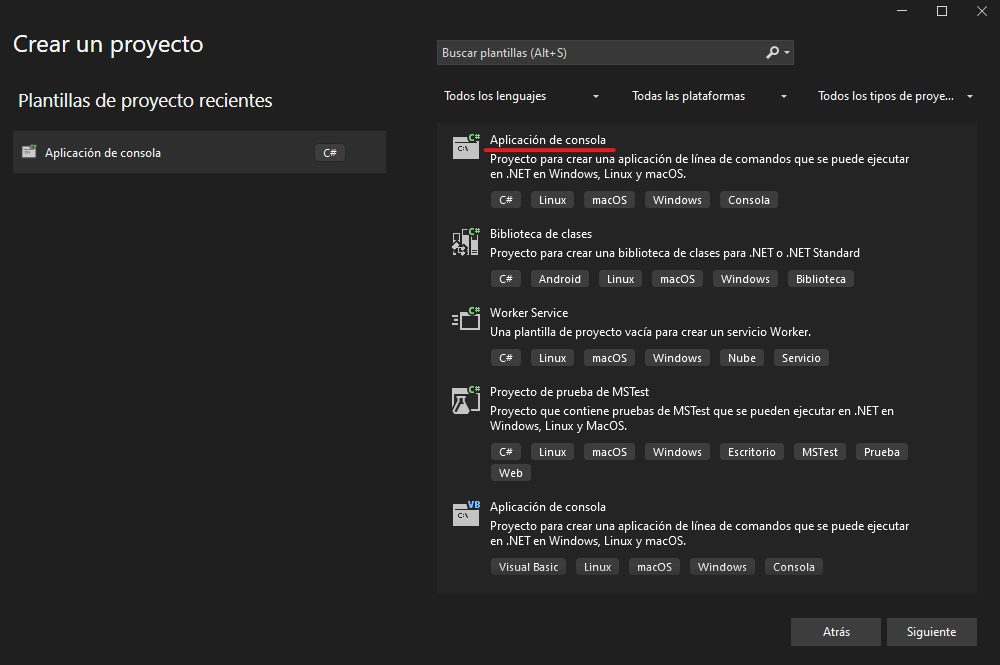 Crear un proyecto
Buscar plantillas (Alt+S)
Plantillas de proyecto recientes
Todos los lenguajes
Todas las plataformas
Todos los tipos de proye...
Aplicación de consola
C#
C#
C:\
Aplicación de consola
Proyecto para crear una aplicación de línea de comandos que se puede ejecutar
en .NET en Windows, Linux y macOS.
C# Linux macOS Windows Consola
C#
Biblioteca de clases
Proyecto para crear una biblioteca de clases para .NET o .NET Standard
C# Android Linux macOS Windows Biblioteca
C#
Worker Service
Una plantilla de proyecto vacía para crear un servicio Worker.
C# Linux macOS Windows Nube Servicio
C#
Proyecto de prueba de MSTest
Proyecto que contiene pruebas de MSTest que se pueden ejecutar en .NET en
Windows, Linux y MacOS.
C# Linux macOS Windows Escritorio MSTest Prueba
Web
VB
C:\
Aplicación de consola
Proyecto para crear una aplicación de línea de comandos que se puede ejecutar
en .NET en Windows, Linux y macOS.
Visual Basic Linux macOS Windows Consola
Atrás
Siguiente